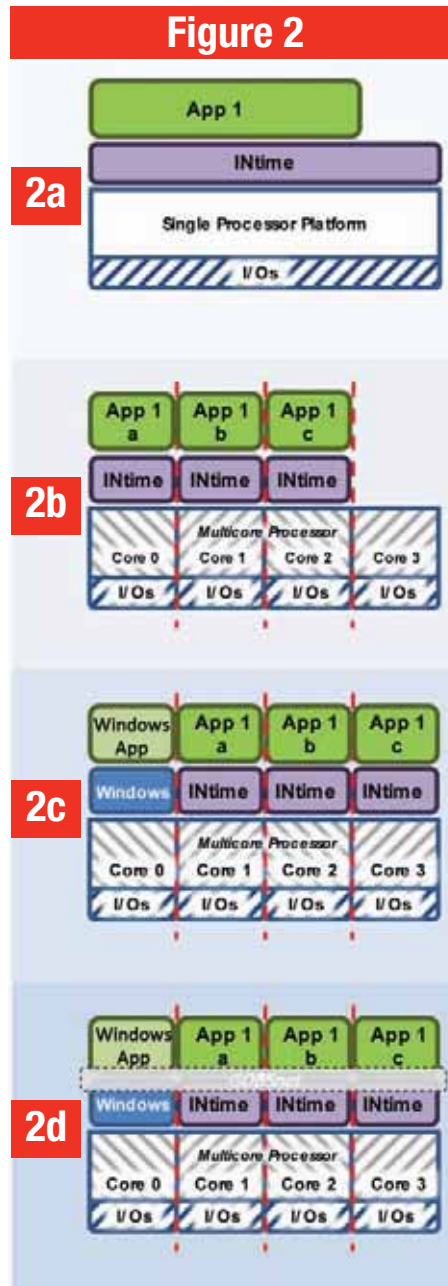 Figure 2
2a
App 1
INtime
Single Processor Platform
I/Os
2b
App 1 App 1 App 1
a b c
INtime INtime INtime
Multicore Processor
Core 0 Core 1 Core 2 Core 3
I/Os I/Os I/Os I/Os
2c
Windows App 1 App 1 App 1
App a b c
Windows INtime INtime INtime
Multicore Processor
Core 0 Core 1 Core 2 Core 3
I/Os I/Os I/Os I/Os
2d
Windows App 1 App 1 App 1
App a b c
Windows INtime INtime INtime
Multicore Processor
Core 0 Core 1 Core 2 Core 3
I/Os I/Os I/Os I/Os